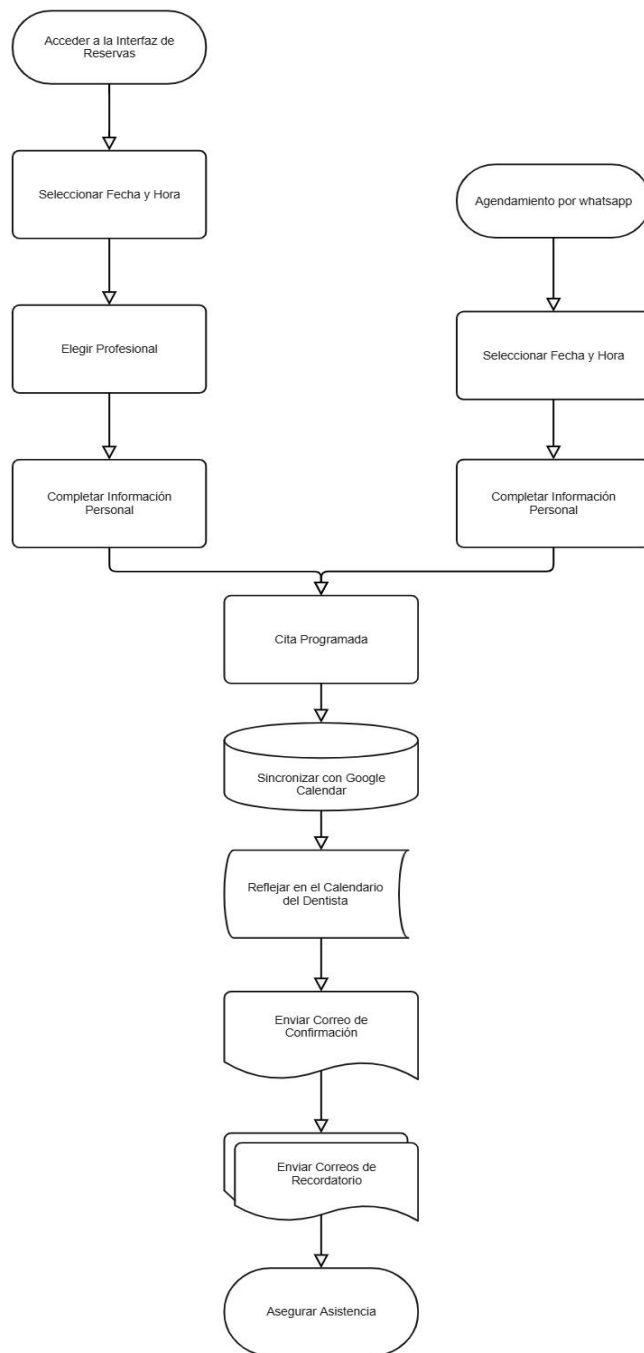 Acceder a la Interfaz de
Reservas
Seleccionar Fecha y Hora
Elegir Profesional
Completar Información
Personal
Agendamiento por whatsapp
Seleccionar Fecha y Hora
Completar Información
Personal
Cita Programada
Sincronizar con Google
Calendar
Reflejar en el Calendario
del Dentista
Enviar Correo de
Confirmación
Enviar Correos de
Recordatorio
Asegurar Asistencia